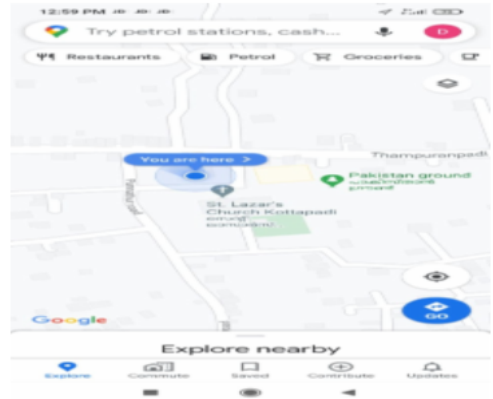 12:59 PM
Try petrol stations, cash...
D
Restaurants
Petrol
Groceries
You are here >
Thampuranpadi
Pakistan ground
St. Lazar's
Church Kottapadi
GO
Google
Explore nearby
Explore
Commute
Saved
Contribute
Updates